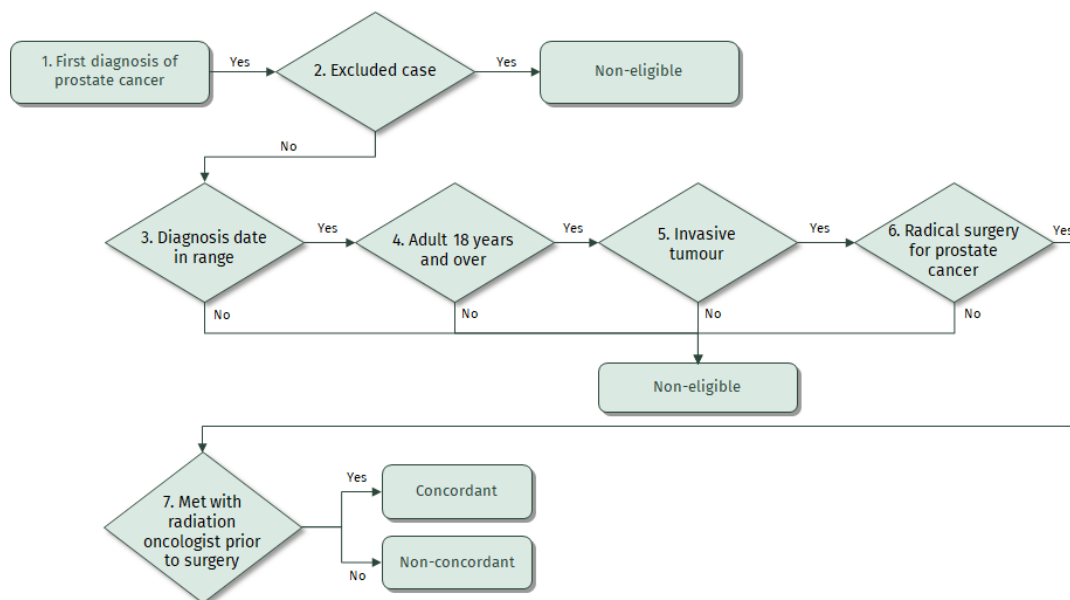 1. First diagnosis of
prostate cancer
Yes
2. Excluded case
Yes
Non-eligible
No
3. Diagnosis date
in range
Yes
4. Adult 18 years
and over
Yes
5. Invasive
tumour
Yes
6. Radical surgery
for prostate
cancer
Yes
No
No
No
No
Non-eligible
7. Met with
radiation
oncologist prior
to surgery
Yes
Concordant
No
Non-concordant